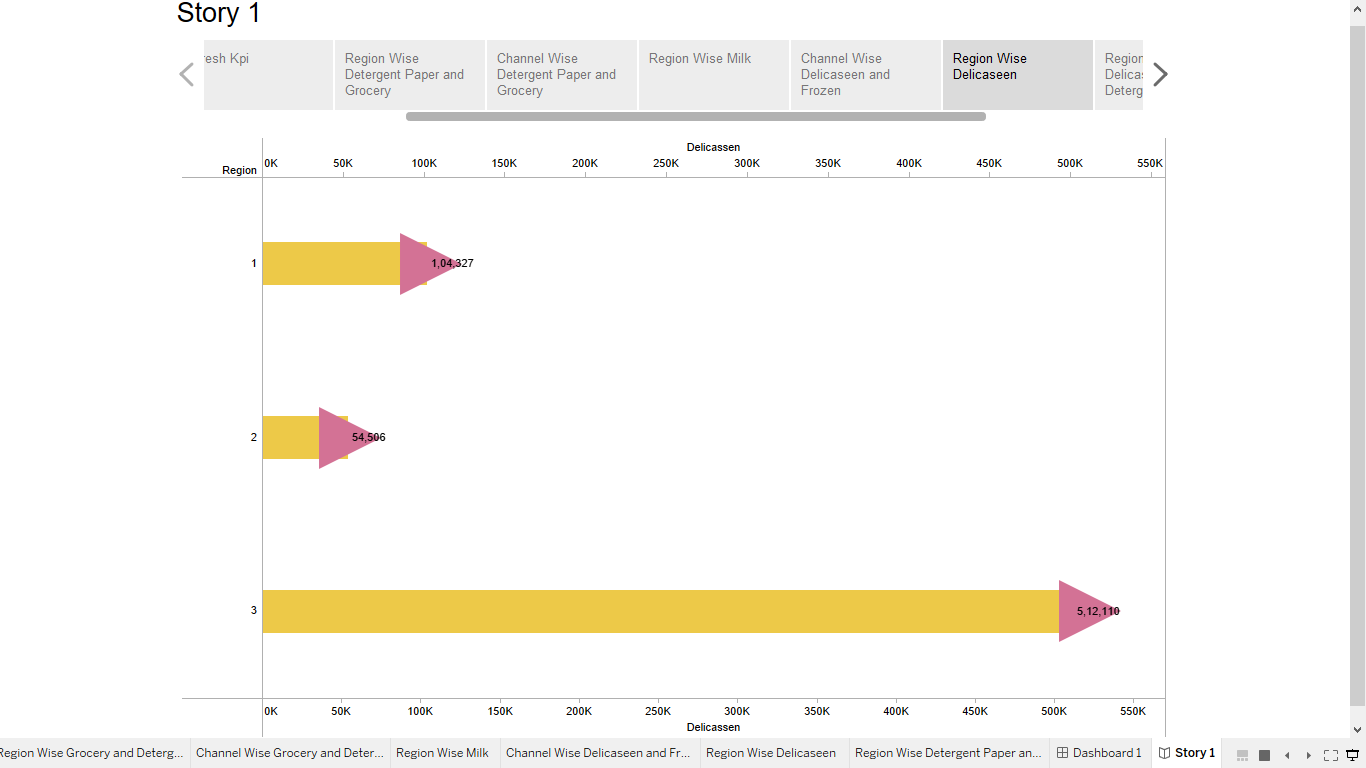 Story 1
resh Kpi
Region Wise
Detergent Paper and
Grocery
Channel Wise
Detergent Paper and
Grocery
Region Wise Milk
Channel Wise
Delicaseen and
Frozen
Region Wise
Delicaseen
Region
Delicas
Deterg
Delicassen
0K 50K 100K 150K 200K 250K 300K 350K 400K 450K 500K 550K
Region
1
1,04,327
2
54,506
3
5,12,110
0K 50K 100K 150K 200K 250K 300K 350K 400K 450K 500K 550K
Delicassen
Region Wise Grocery and Deterg... Channel Wise Grocery and Deter... Region Wise Milk Channel Wise Delicaseen and Fr... Region Wise Delicaseen Region Wise Detergent Paper an... Dashboard 1 Story 1